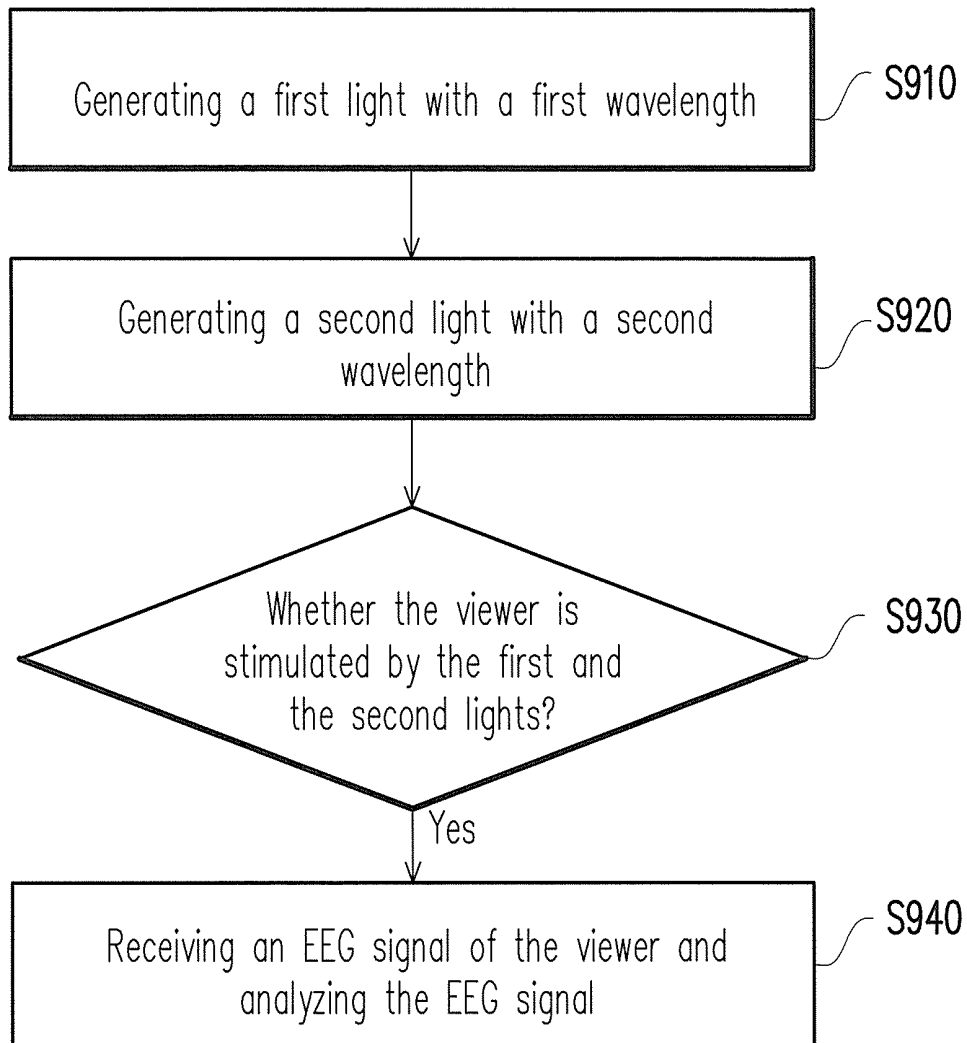 Generating a first light with a first wavelength
S910
Generating a second light with a second
wavelength
S920
Whether the viewer is
stimulated by the first and
the second lights?
S930
Yes
Receiving an EEG signal of the viewer and
analyzing the EEG signal
S940